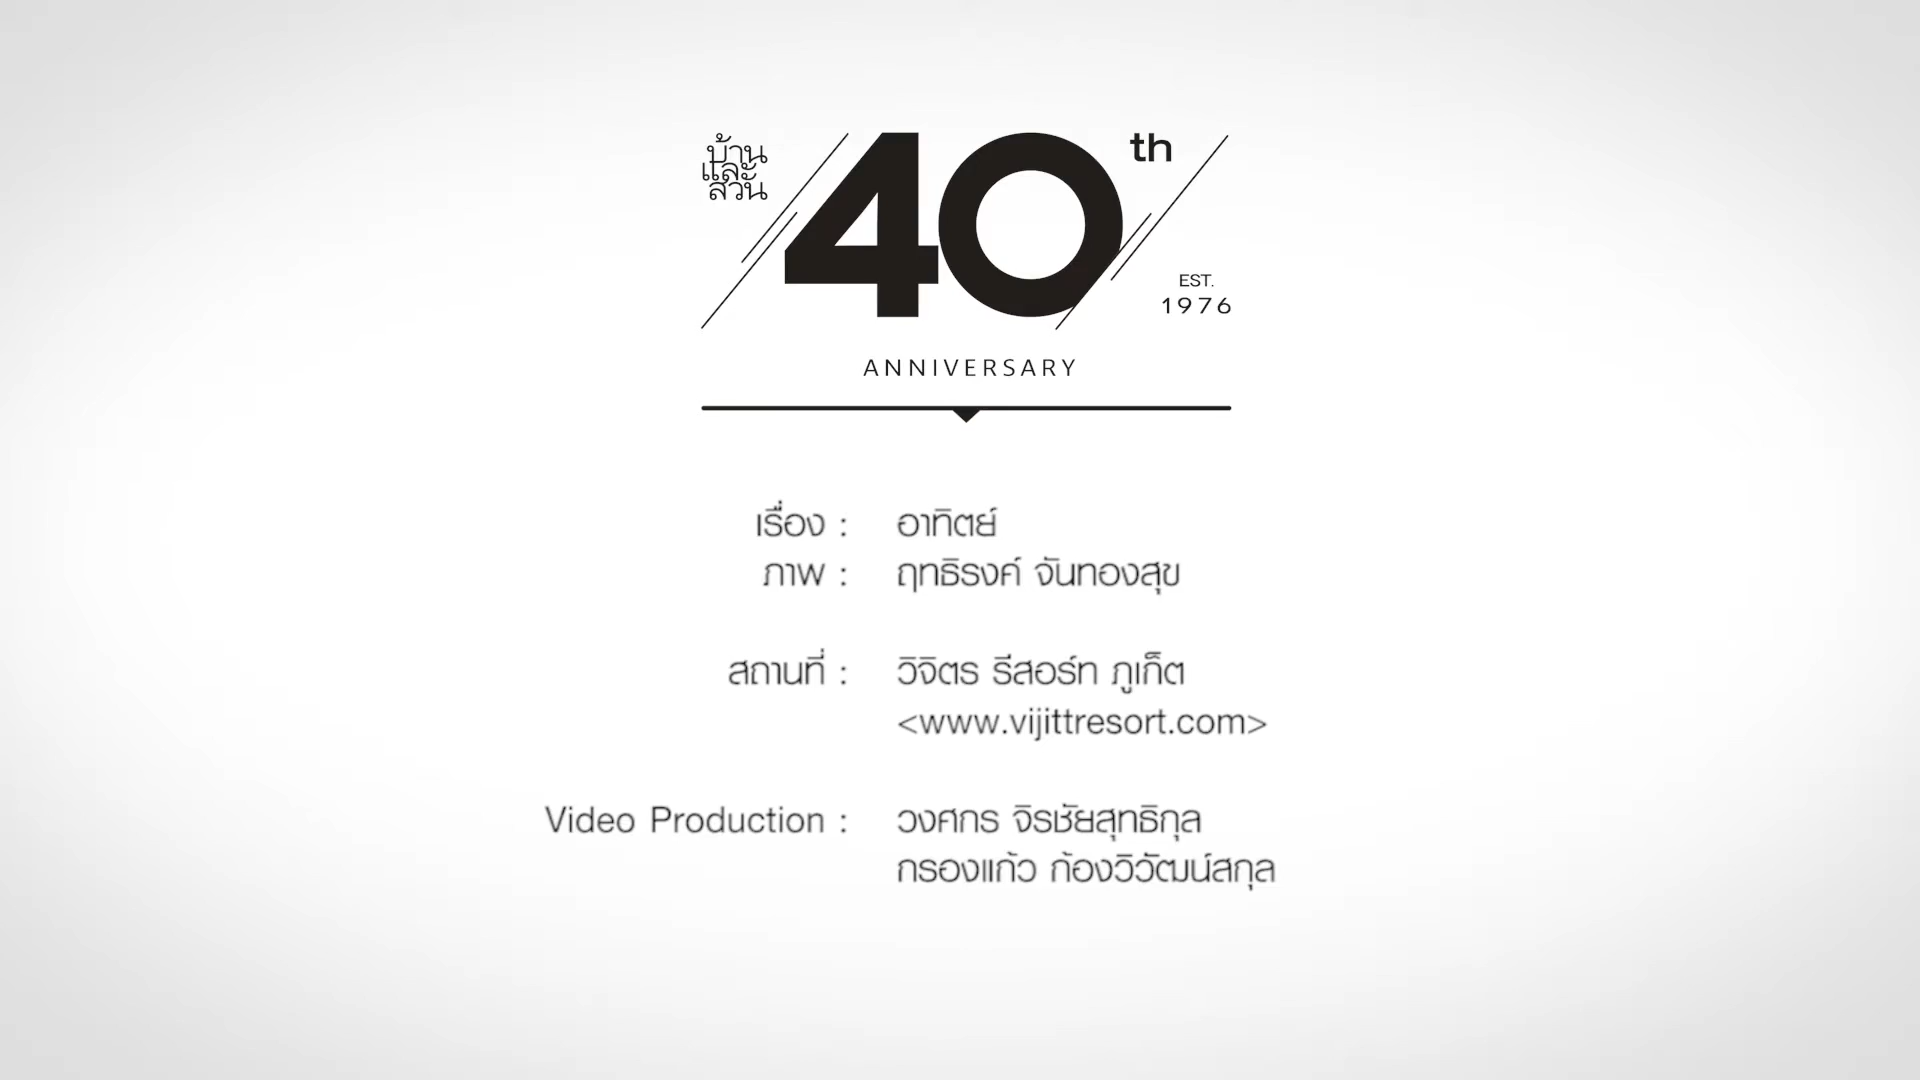 บ้าน
และ
สวน
40th
EST.
1976
ANNIVERSARY
เรื่อง : อาทิตย์
ภาพ : ฤทธิรงค์ จันทองสุข
สถานที่ : วิจิตร รีสอร์ท ภูเก็ต
<www.vijittresort.com>
Video Production : วงศกร จิรชัยสุทธิกุล
กรองแก้ว ก้องวิวัฒน์สกุล